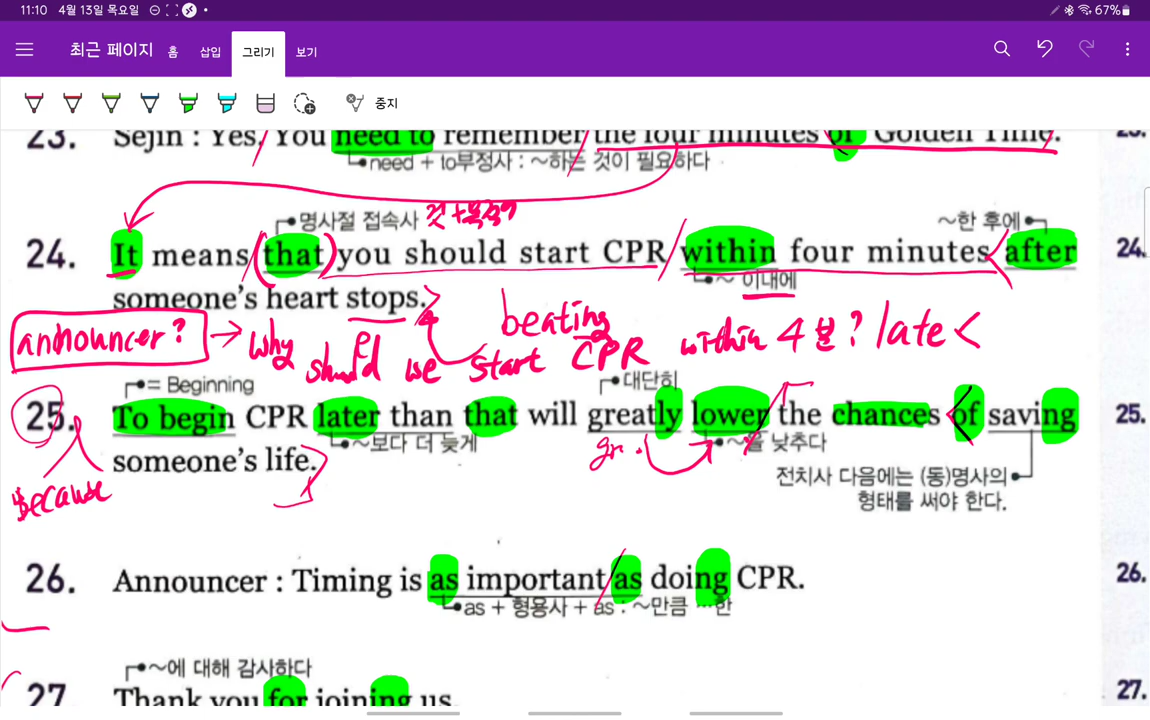 11:10 4월 13일 목요일 67%
최근 페이지 홈 삽입 그리기 보기
중지
23. Sejin : Yes. You need to remember the four minutes of Golden Time. 23.
need + to부정사 : ~하는 것이 필요하다
명사절 접속사 ~한 후에
24. It means that you should start CPR within four minutes after 24.
~ 이내에
someone's heart stops.
beating
announcer? → why should we start CPR within 4분? late <
= Beginning 대단히
25. To begin CPR later than that will greatly lower the chances of saving 25.
~보다 더 늦게 gr. ~을 낮추다
someone's life.
전치사 다음에는 (동)명사의
형태를 써야 한다.
Because
26. Announcer : Timing is as important as doing CPR. 26.
as + 형용사 + as : ~만큼 …한
~에 대해 감사하다
27. Thank you for joining us. 27.